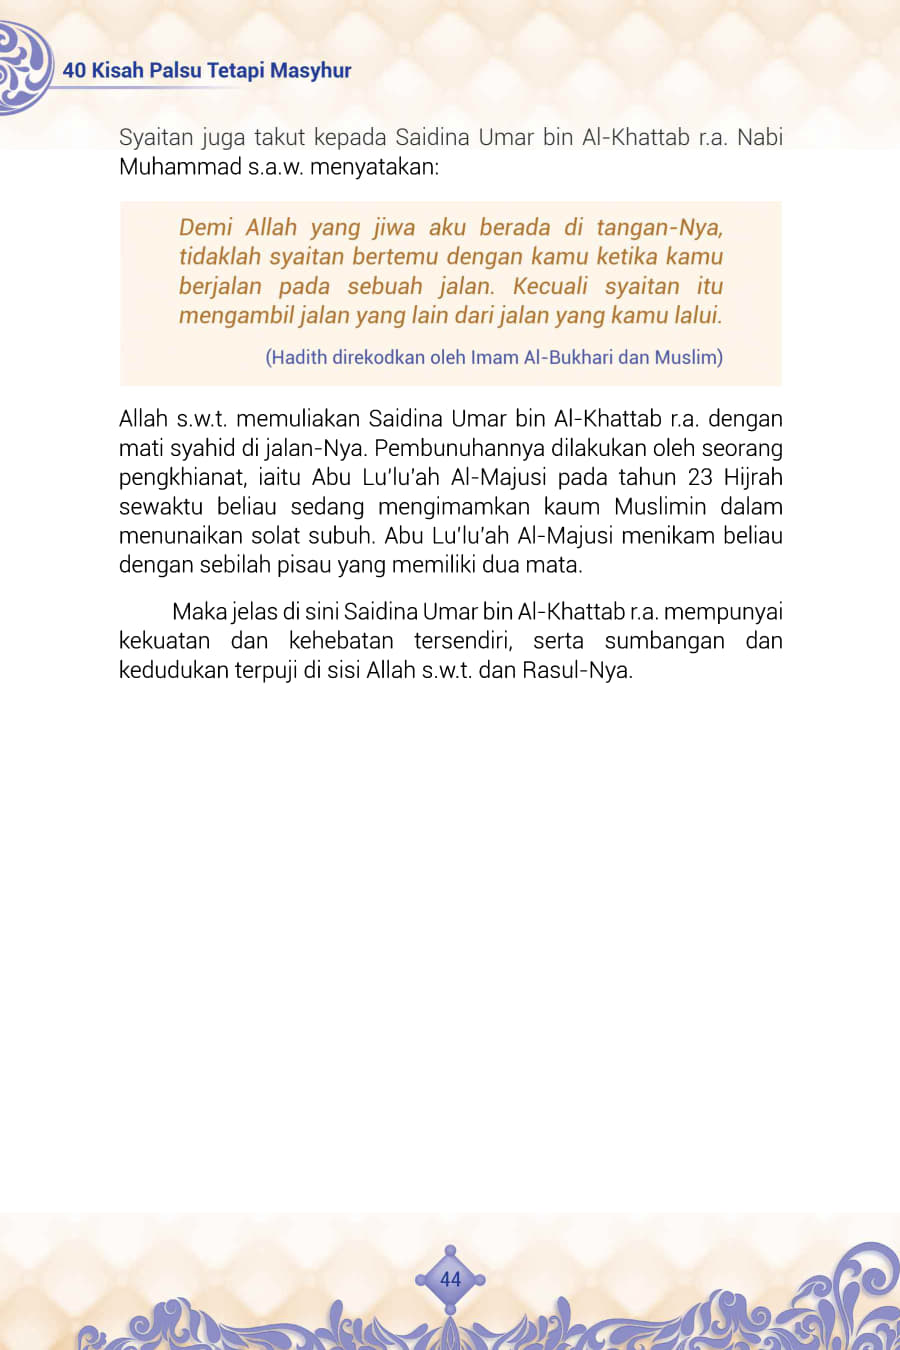 40 Kisah Palsu Tetapi Masyhur
Syaitan juga takut kepada Saidina Umar bin Al-Khattab r.a. Nabi
Muhammad s.a.w. menyatakan:
Demi Allah yang jiwa aku berada di tangan-Nya,
tidaklah syaitan bertemu dengan kamu ketika kamu
berjalan pada sebuah jalan. Kecuali syaitan itu
mengambil jalan yang lain dari jalan yang kamu lalui.
(Hadith direkodkan oleh Imam Al-Bukhari dan Muslim)
Allah s.w.t. memuliakan Saidina Umar bin Al-Khattab r.a. dengan
mati syahid di jalan-Nya. Pembunuhannya dilakukan oleh seorang
pengkhianat, iaitu Abu Lu'lu'ah Al-Majusi pada tahun 23 Hijrah
sewaktu beliau sedang mengimamkan kaum Muslimin dalam
menunaikan solat subuh. Abu Lu'lu'ah Al-Majusi menikam beliau
dengan sebilah pisau yang memiliki dua mata.
Maka jelas di sini Saidina Umar bin Al-Khattab r.a. mempunyai
kekuatan dan kehebatan tersendiri, serta sumbangan dan
kedudukan terpuji di sisi Allah s.w.t. dan Rasul-Nya.
44